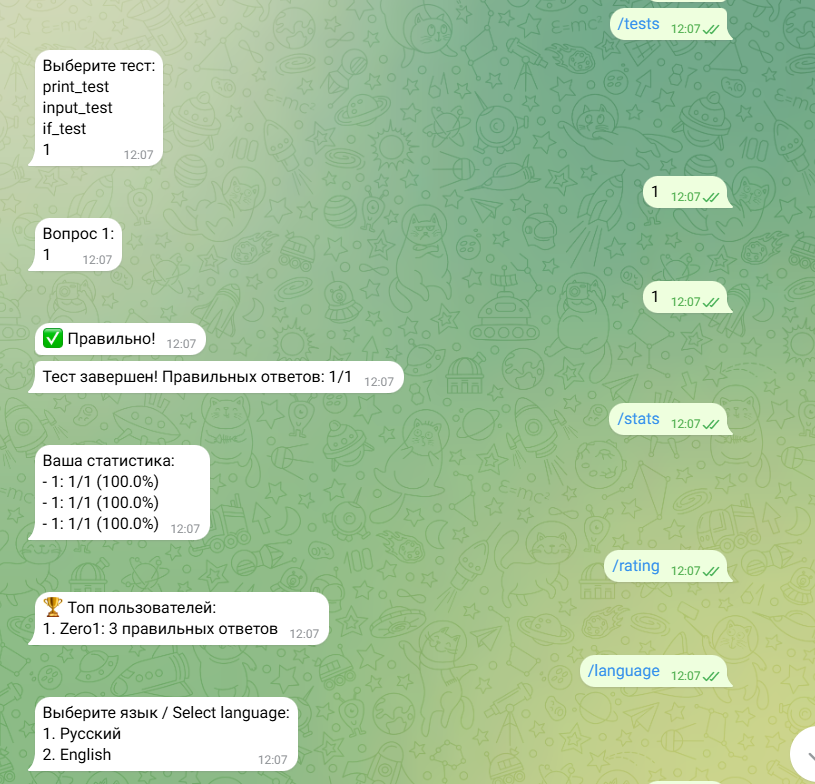 /tests 12:07
Выберите тест:
print_test
input_test
if_test
1 12:07
1 12:07
Вопрос 1:
1 12:07
1 12:07
✅ Правильно! 12:07
Тест завершен! Правильных ответов: 1/1 12:07
/stats 12:07
Ваша статистика:
- 1: 1/1 (100.0%)
- 1: 1/1 (100.0%)
- 1: 1/1 (100.0%) 12:07
/rating 12:07
🏆 Топ пользователей:
1. Zero1: 3 правильных ответов 12:07
/language 12:07
Выберите язык / Select language:
1. Русский
2. English 12:07